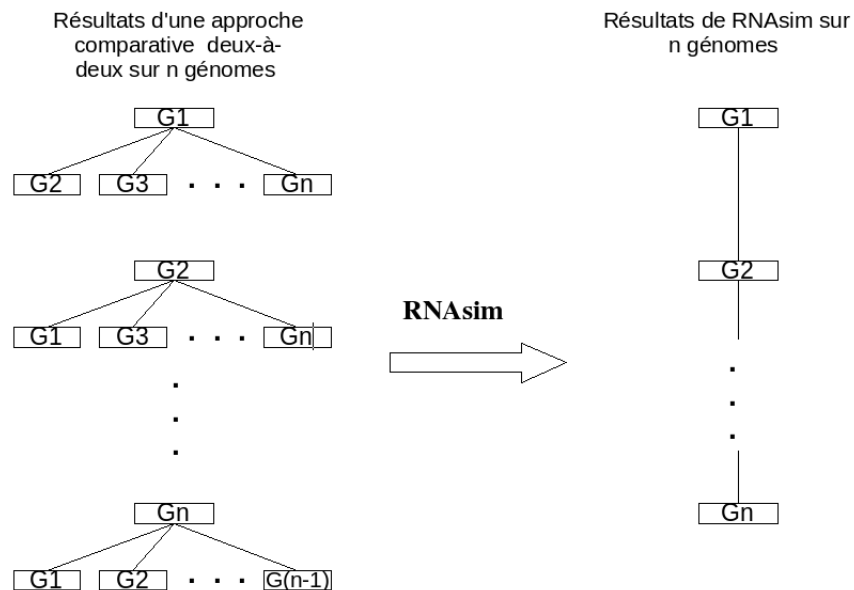 Résultats d'une approche
comparative deux-à-
deux sur n génomes
G1
G2 G3 . . . Gn
G2
G1 G3 . . . Gn
.
.
.
Gn
G1 G2 . . . G(n-1)
RNAsim
Résultats de RNAsim sur
n génomes
G1
G2
.
.
.
Gn